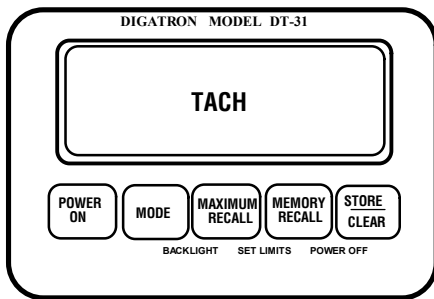 DIGATRON MODEL DT-31
TACH
POWER
ON
MODE
MAXIMUM
RECALL
MEMORY
RECALL
STORE
CLEAR
BACKLIGHT SET LIMITS POWER OFF